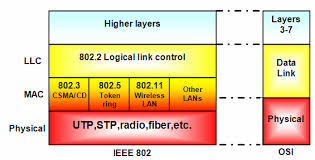 Higher layers
Layers
3-7
LLC
802.2 Logical link control
Data
Link
MAC
802.3
CSMA/CD
802.5
Token
ring
802.11
Wireless
LAN
Other
LANs
Physical
UTP,STP,radio,fiber,etc.
Physical
IEEE 802
OSI